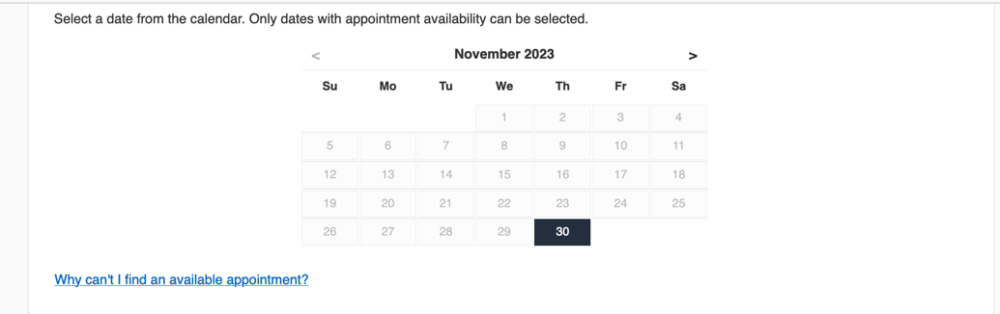 Select a date from the calendar. Only dates with appointment availability can be selected.
< November 2023 >
Su Mo Tu We Th Fr Sa
1 2 3 4
5 6 7 8 9 10 11
12 13 14 15 16 17 18
19 20 21 22 23 24 25
26 27 28 29 30
Why can't I find an available appointment?